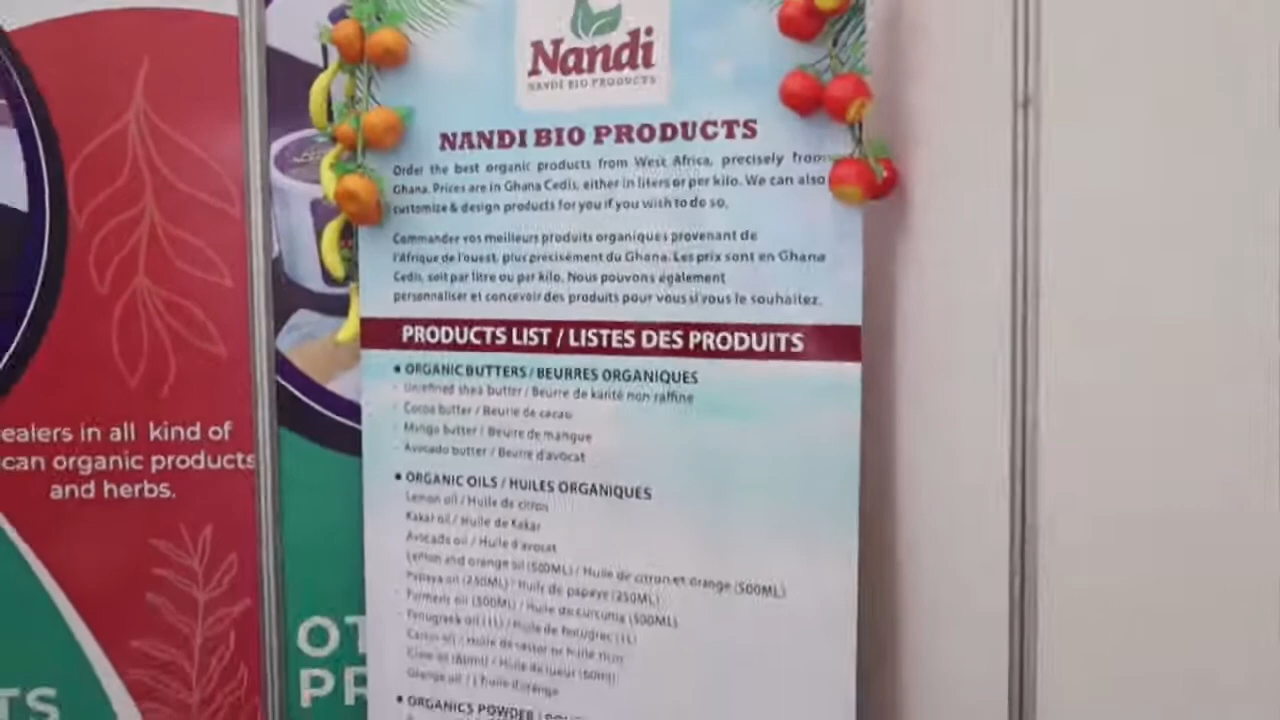 Nandi
NANDI BIO PRODUCTS
NANDI BIO PRODUCTS
Order the best organic products from West Africa, precisely from
Ghana. Prices are in Ghana Cedis, either in liters or per kilo. We can also
customize & design products for you if you wish to do so.
Commander vos meilleurs produits organiques provenant de
l'Afrique de l'ouest, plus précisément du Ghana. Les prix sont en Ghana
Cedis, soit par litre ou par kilo. Nous pouvons également
personnaliser et concevoir des produits pour vous si vous le souhaitez.
PRODUCTS LIST / LISTES DES PRODUITS
• ORGANIC BUTTERS / BEURRES ORGANIQUES
- Unrefined shea butter / Beurre de karité non raffine
- Cocoa butter / Beurre de cacao
- Mango butter / Beurre de mangue
- Avocado butter / Beurre d'avocat
• ORGANIC OILS / HUILES ORGANIQUES
Lemon oil / Huile de citron
Kakar oil / Huile de Kakar
Avocado oil / Huile d'avocat
Lemon and orange oil (500ML) / Huile de citron et orange (500ML)
Papaya oil (250ML) / Huile de papaye (250ML)
- Turmeric oil (500ML) / Huile de curcuma (500ML)
- Fenugreek oil (1L) / Huile de fenugrec (1L)
Orange oil / L'huile d'orange
• ORGANICS POWDER
ealers in all kind of
can organic products
and herbs.
TS
OT
PR